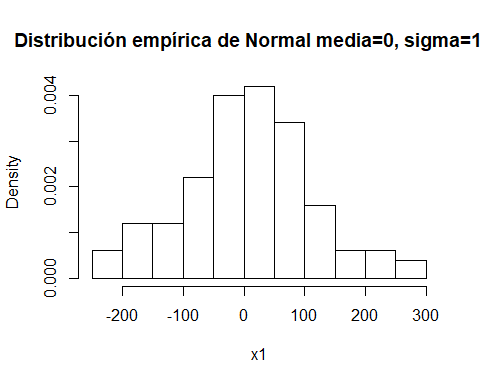 Distribución empírica de Normal media=0, sigma=1
Density
0.004
0.002
0.000
-200 -100 0 100 200 300
x1